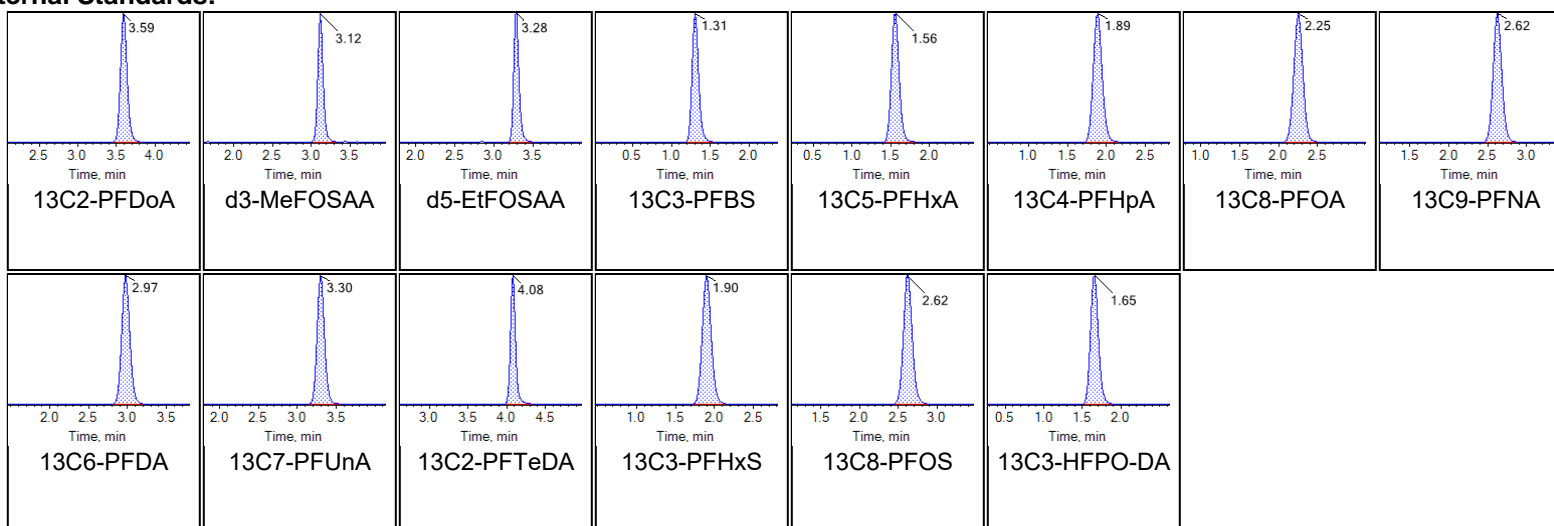 ternal Standards:
3.59
2.5 3.0 3.5 4.0
Time, min
13C2-PFDoA
3.12
2.0 2.5 3.0 3.5
Time, min
d3-MeFOSAA
3.28
2.0 2.5 3.0 3.5
Time, min
d5-EtFOSAA
1.31
0.5 1.0 1.5 2.0
Time, min
13C3-PFBS
1.56
0.5 1.0 1.5 2.0
Time, min
13C5-PFHxA
1.89
1.0 1.5 2.0 2.5
Time, min
13C4-PFHpA
2.25
1.0 1.5 2.0 2.5
Time, min
13C8-PFOA
2.62
1.5 2.0 2.5 3.0
Time, min
13C9-PFNA
2.97
2.0 2.5 3.0 3.5
Time, min
13C6-PFDA
3.30
2.0 2.5 3.0 3.5
Time, min
13C7-PFUnA
4.08
3.0 3.5 4.0 4.5
Time, min
13C2-PFTeDA
1.90
1.0 1.5 2.0 2.5
Time, min
13C3-PFHxS
2.62
1.5 2.0 2.5 3.0
Time, min
13C8-PFOS
1.65
0.5 1.0 1.5 2.0
Time, min
13C3-HFPO-DA